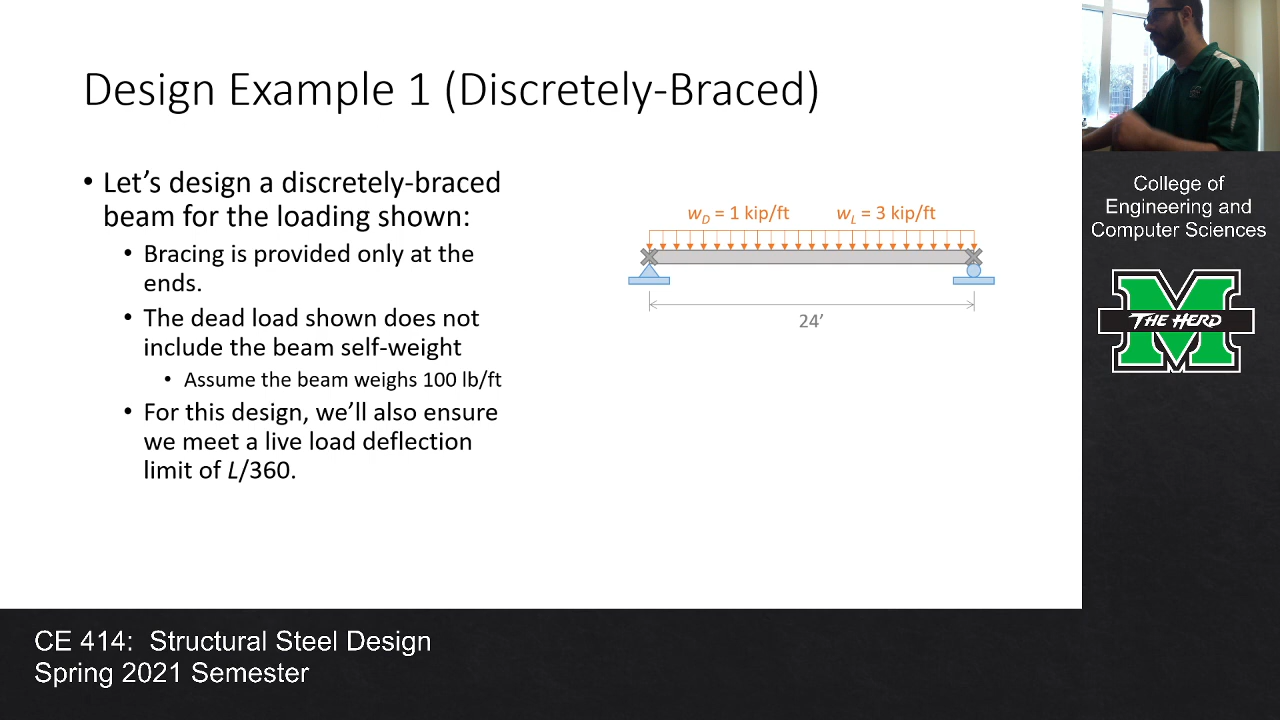 Design Example 1 (Discretely-Braced)
• Let’s design a discretely-braced
beam for the loading shown:
• Bracing is provided only at the
ends.
• The dead load shown does not
include the beam self-weight
• Assume the beam weighs 100 lb/ft
• For this design, we’ll also ensure
we meet a live load deflection
limit of L/360.
w_D = 1 kip/ft
w_L = 3 kip/ft
24’
College of
Engineering and
Computer Sciences
THE HERD
CE 414: Structural Steel Design
Spring 2021 Semester